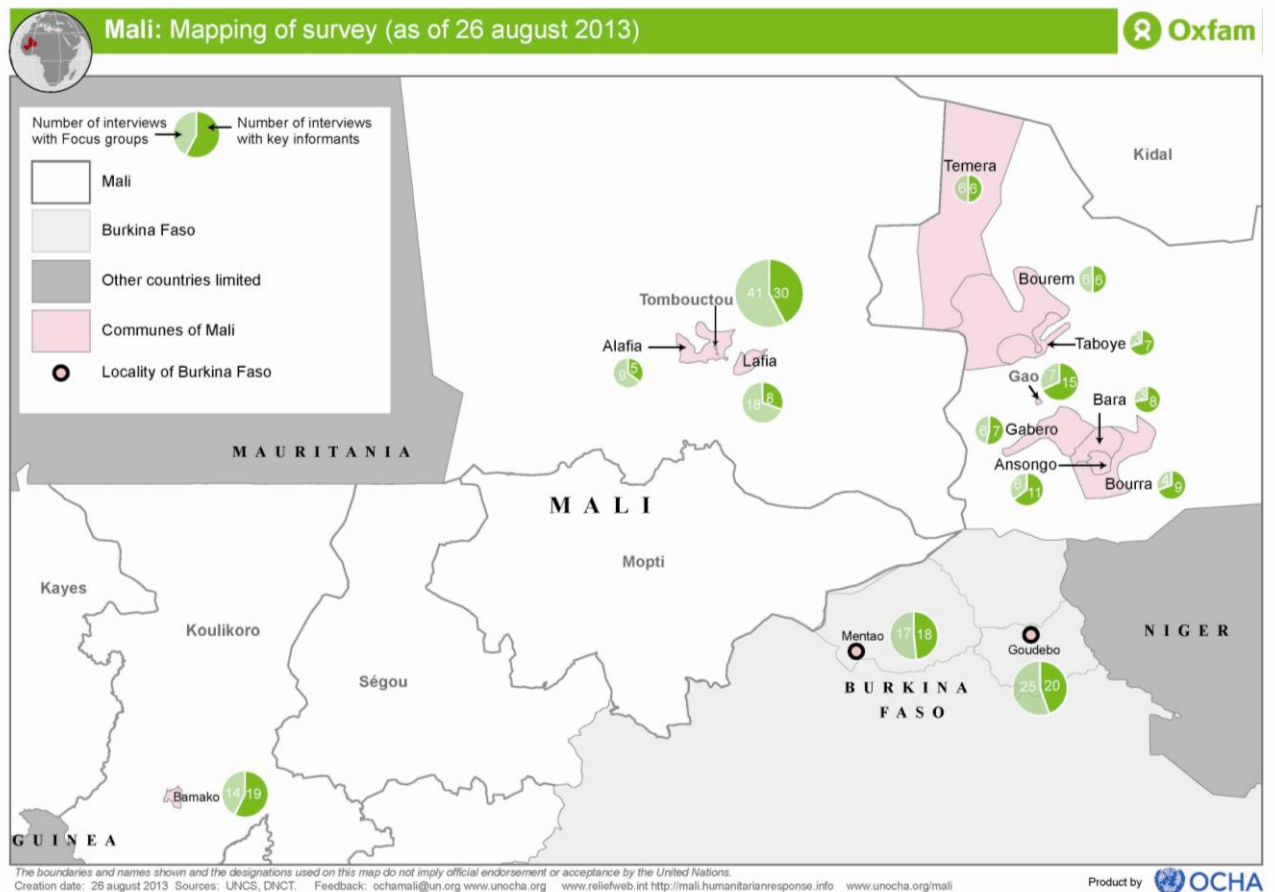 Mali: Mapping of survey (as of 26 august 2013)
Oxfam
Number of interviews
with Focus groups
Number of interviews
with key informants
Mali
Burkina Faso
Other countries limited
Communes of Mali
Locality of Burkina Faso
Kidal
Temera
6 6
Bourem
6 6
Tombouctou
41 30
Alafia
9 5
Lafia
18 8
Taboye
3 7
Gao
7 15
Bara
3 8
Gabero
6 7
Ansongo
6 11
Bourra
4 9
MAURITANIA
MALI
Mopti
Kayes
Koulikoro
Ségou
Mentao
17 18
Goudebo
25 20
NIGER
BURKINA
FASO
Bamako
14 19
GUINEA
The boundaries and names shown and the designations used on this map do not imply official endorsement or acceptance by the United Nations.
Creation date: 26 august 2013 Sources: UNCS, DNCT. Feedback: ochamali@un.org www.unocha.org www.reliefweb.int http://mali.humanitarianresponse.info www.unocha.org/mali
Product by
OCHA